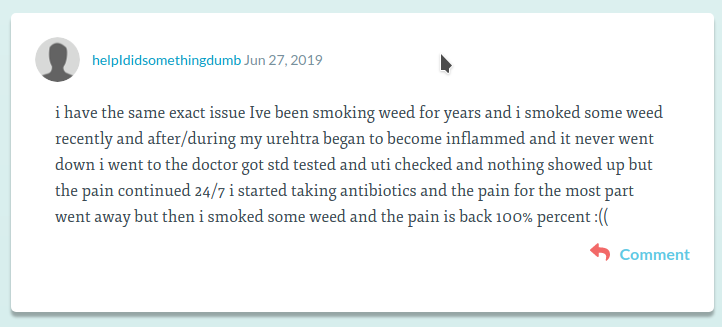 helpIdidsomethingdumb Jun 27, 2019
i have the same exact issue Ive been smoking weed for years and i smoked some weed
recently and after/during my urehtra began to become inflammed and it never went
down i went to the doctor got std tested and uti checked and nothing showed up but
the pain continued 24/7 i started taking antibiotics and the pain for the most part
went away but then i smoked some weed and the pain is back 100% percent :((
Comment